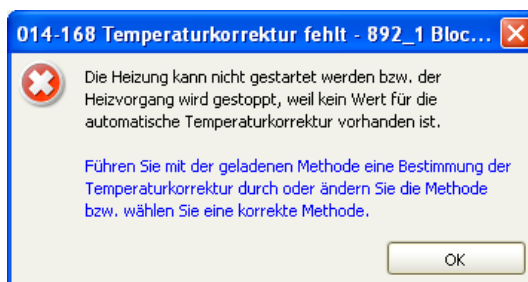 014-168 Temperaturkorrektur fehlt - 892_1 Bloc...
Die Heizung kann nicht gestartet werden bzw. der
Heizvorgang wird gestoppt, weil kein Wert für die
automatische Temperaturkorrektur vorhanden ist.
Führen Sie mit der geladenen Methode eine Bestimmung der
Temperaturkorrektur durch oder ändern Sie die Methode
bzw. wählen Sie eine korrekte Methode.
OK